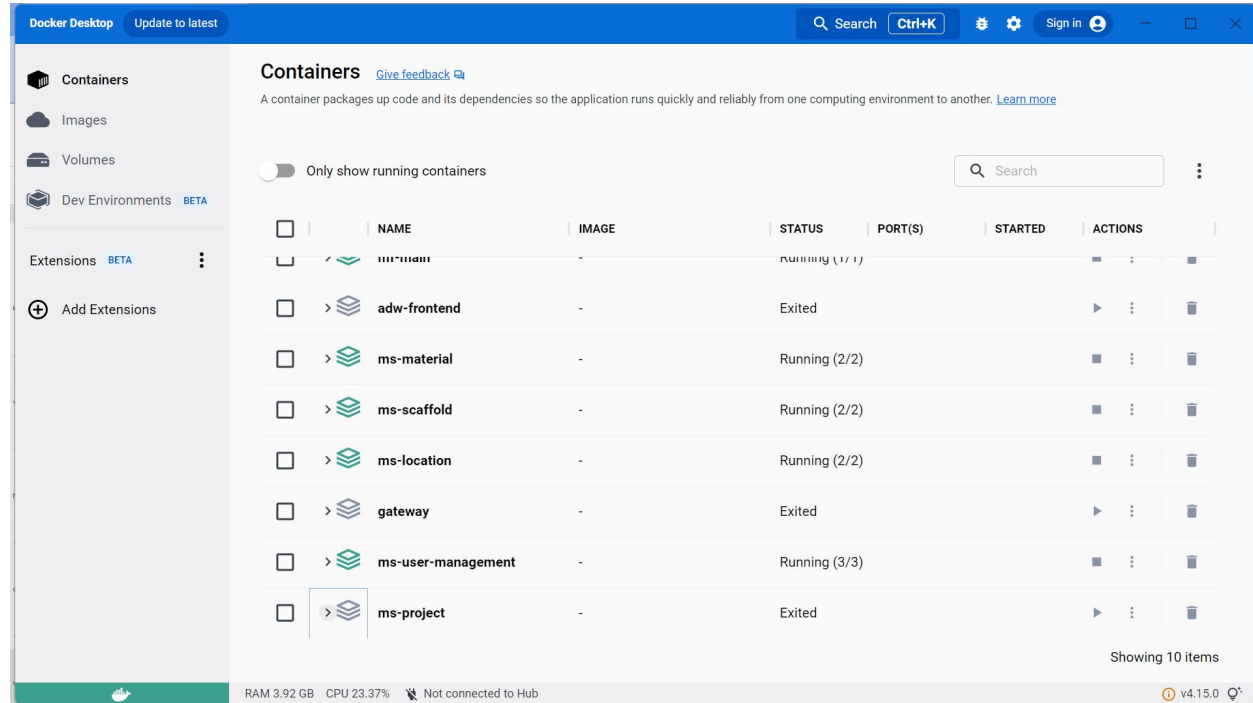 Docker Desktop Update to latest Search Ctrl+K Sign in
Containers
Images
Volumes
Dev Environments BETA
Extensions BETA
Add Extensions
Containers Give feedback
A container packages up code and its dependencies so the application runs quickly and reliably from one computing environment to another. Learn more
Only show running containers Search
NAME IMAGE STATUS PORT(S) STARTED ACTIONS
- Running (1/1)
adw-frontend - Exited
ms-material - Running (2/2)
ms-scaffold - Running (2/2)
ms-location - Running (2/2)
gateway - Exited
ms-user-management - Running (3/3)
ms-project - Exited
Showing 10 items
RAM 3.92 GB CPU 23.37% Not connected to Hub v4.15.0